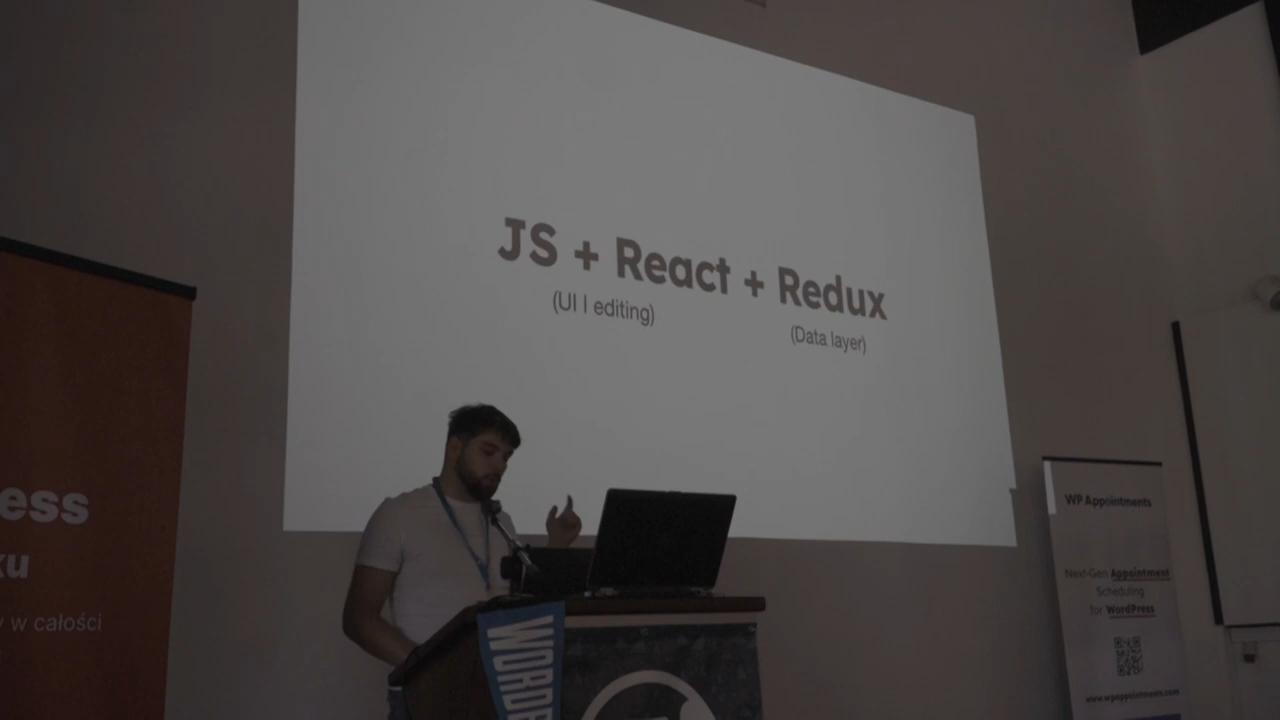 JS + React + Redux
(UI | editing)
(Data layer)
ess
ku
y w całości
WORDP
WP Appointments
Next-Gen Appointment
Scheduling
for WordPress
www.wpappointments.com